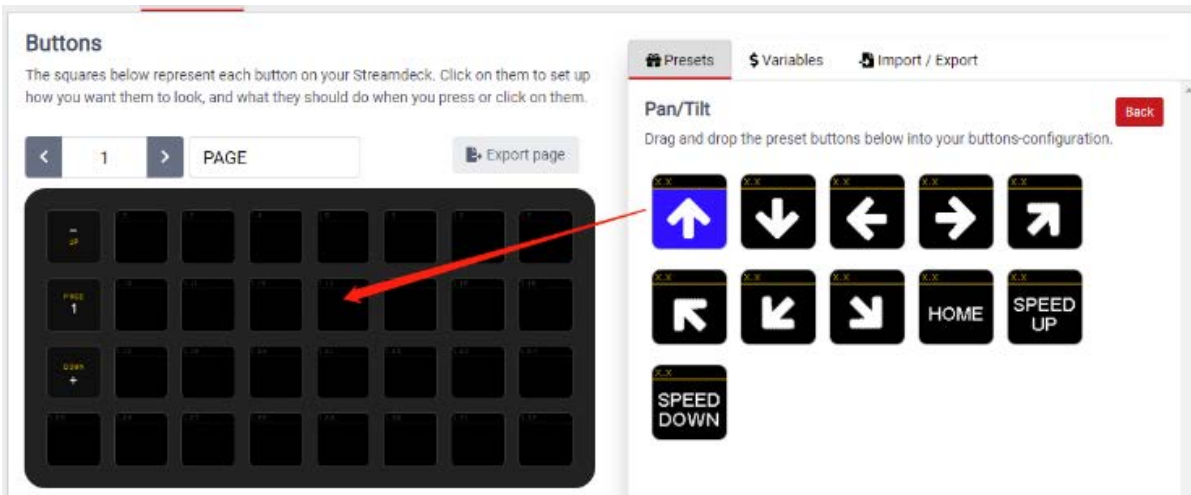 Buttons
The squares below represent each button on your Streamdeck. Click on them to set up
how you want them to look, and what they should do when you press or click on them.
1
PAGE
Export page
UP
PAGE
1
DOWN
+
Presets
$ Variables
Import / Export
Pan/Tilt
Back
Drag and drop the preset buttons below into your buttons-configuration.
X.X X.X X.X X.X X.X
X.X X.X X.X X.X X.X
HOME
SPEED
UP
X.X
SPEED
DOWN